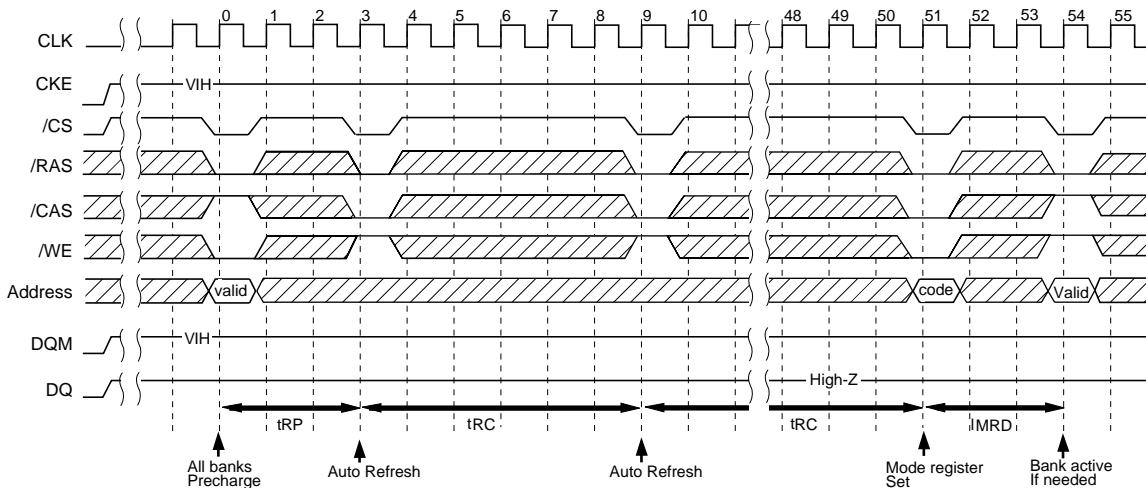 0 1 2 3 4 5 6 7 8 9 10 48 49 50 51 52 53 54 55
CLK
CKE VIH
/CS
/RAS
/CAS
/WE
Address valid code Valid
DQM VIH
DQ High-Z
tRP tRC tRC lMRD
All banks
Precharge
Auto Refresh
Auto Refresh
Mode register
Set
Bank active
If needed